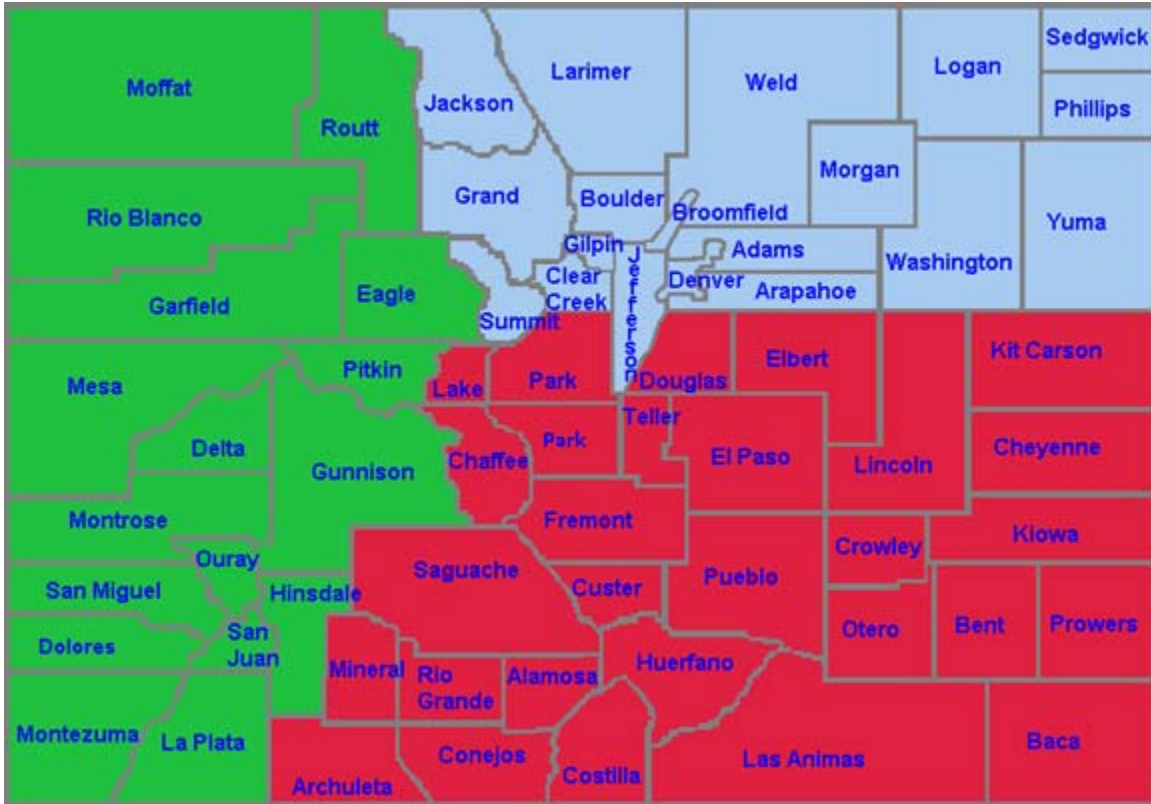 Moffat
Routt
Jackson
Larimer
Weld
Logan
Sedgwick
Phillips
Rio Blanco
Grand
Boulder
Broomfield
Morgan
Yuma
Garfield
Eagle
Summit
Gilpin
Clear
Creek
Jefferson
Denver
Adams
Arapahoe
Washington
Mesa
Pitkin
Lake
Park
Douglas
Elbert
Kit Carson
Delta
Gunnison
Chaffee
Park
Teller
El Paso
Lincoln
Cheyenne
Montrose
Ouray
Fremont
Crowley
Kiowa
San Miguel
Hinsdale
Saguache
Custer
Pueblo
Dolores
San
Juan
Otero
Bent
Prowers
Mineral
Rio
Grande
Alamosa
Huerfano
Montezuma
La Plata
Archuleta
Conejos
Costilla
Las Animas
Baca